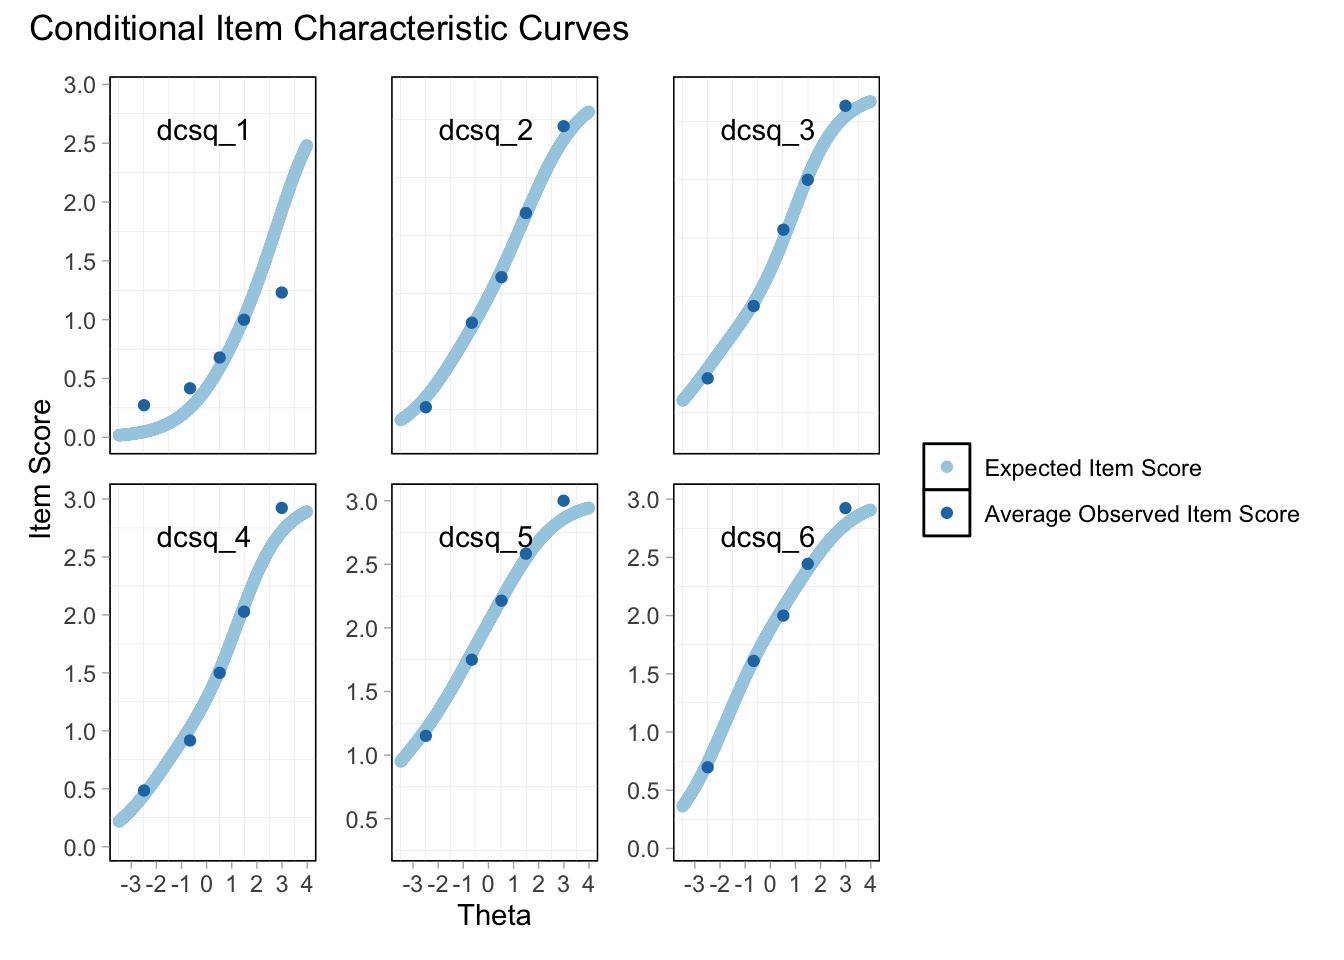 Conditional Item Characteristic Curves
Item Score
3.0
2.5
2.0
1.5
1.0
0.5
0.0
dcsq_1
dcsq_2
dcsq_3
3.0
2.5
2.0
1.5
1.0
0.5
0.0
dcsq_4
3.0
2.5
2.0
1.5
1.0
0.5
dcsq_5
3.0
2.5
2.0
1.5
1.0
0.5
0.0
dcsq_6
-3 -2 -1 0 1 2 3 4
-3 -2 -1 0 1 2 3 4
-3 -2 -1 0 1 2 3 4
Theta
Expected Item Score
Average Observed Item Score